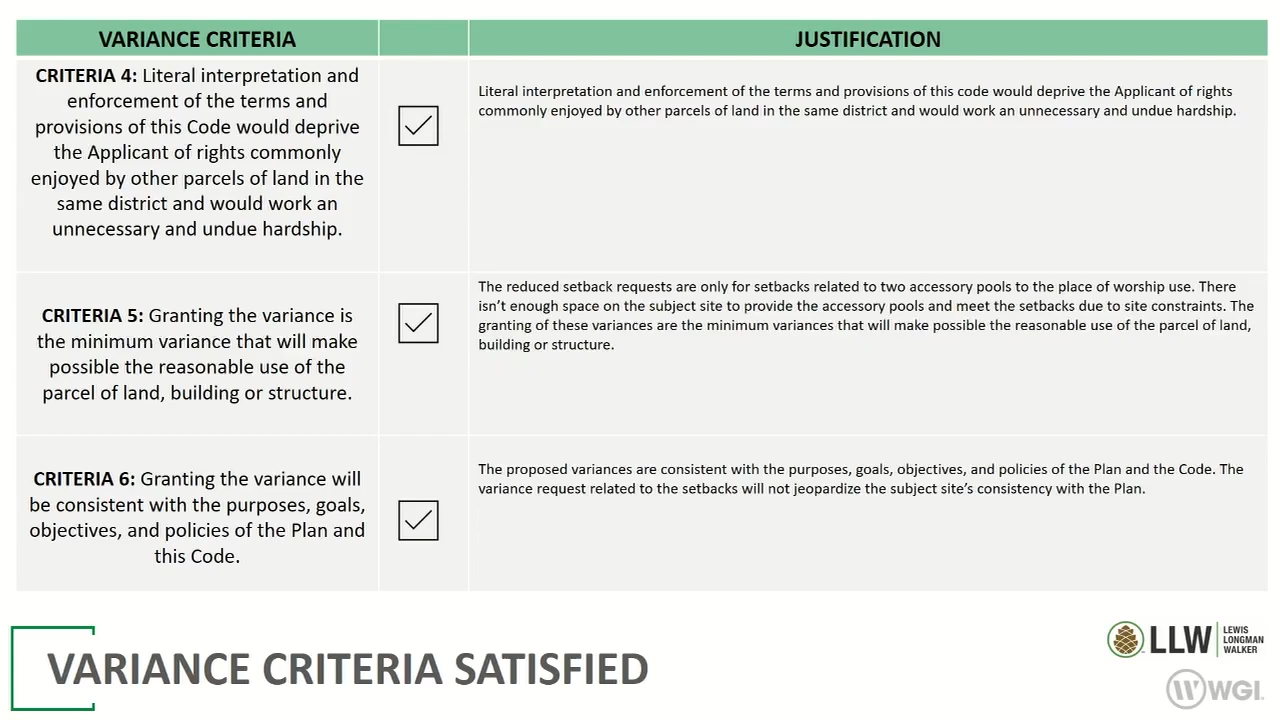 VARIANCE CRITERIA
JUSTIFICATION
CRITERIA 4: Literal interpretation and
enforcement of the terms and
provisions of this Code would deprive
the Applicant of rights commonly
enjoyed by other parcels of land in the
same district and would work an
unnecessary and undue hardship.
Literal interpretation and enforcement of the terms and provisions of this code would deprive the Applicant of rights
commonly enjoyed by other parcels of land in the same district and would work an unnecessary and undue hardship.
CRITERIA 5: Granting the variance is
the minimum variance that will make
possible the reasonable use of the
parcel of land, building or structure.
The reduced setback requests are only for setbacks related to two accessory pools to the place of worship use. There
isn't enough space on the subject site to provide the accessory pools and meet the setbacks due to site constraints. The
granting of these variances are the minimum variances that will make possible the reasonable use of the parcel of land,
building or structure.
CRITERIA 6: Granting the variance will
be consistent with the purposes, goals,
objectives, and policies of the Plan and
this Code.
The proposed variances are consistent with the purposes, goals, objectives, and policies of the Plan and the Code. The
variance request related to the setbacks will not jeopardize the subject site's consistency with the Plan.
VARIANCE CRITERIA SATISFIED
LLW
LEWIS
LONGMAN
WALKER
WGI